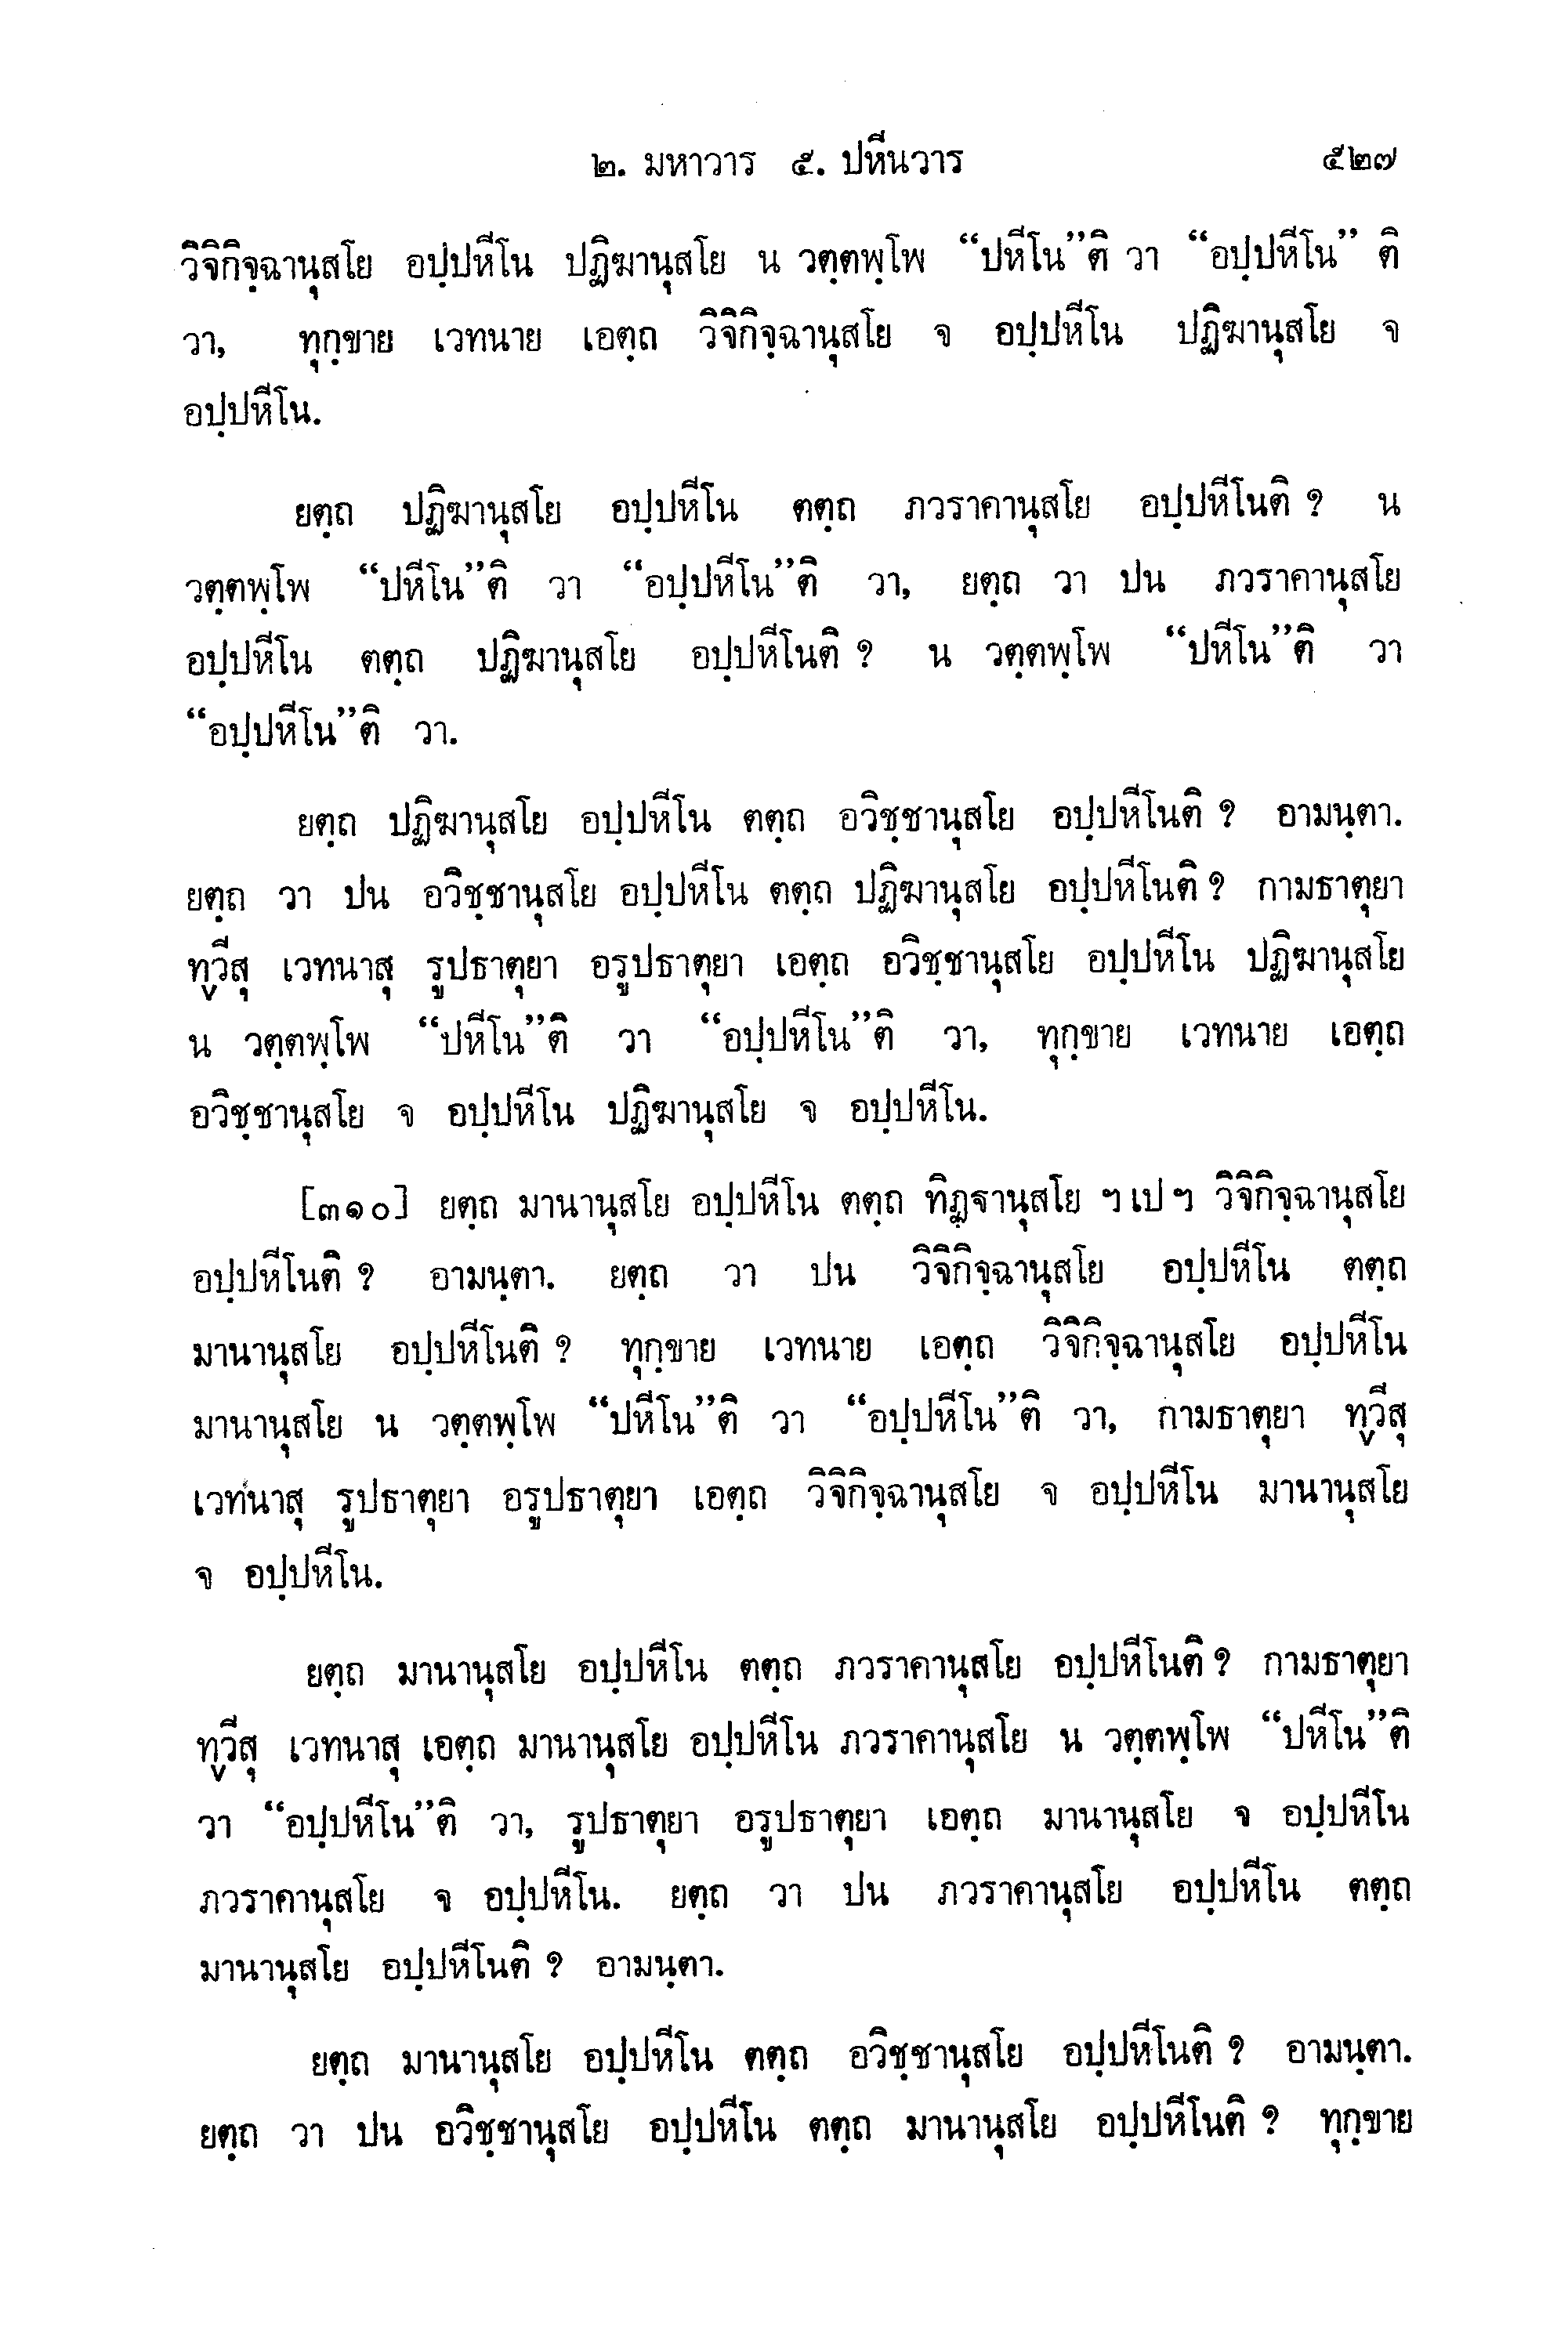 ๒. มหาวาร ๕. ปหีนวาร ๕๒๗
วิจิกิจฺฉานุสโย อปฺปหีโน ปฏิฆานุสโย น วตฺตพฺโพ “ปหีโน”ติ วา “อปฺปหีโน” ติ
วา, ทุกฺขาย เวทนาย เอตฺถ วิจิกิจฺฉานุสโย จ อปฺปหีโน ปฏิฆานุสโย จ
อปฺปหีโน.
ยตฺถ ปฏิฆานุสโย อปฺปหีโน ตตฺถ ภวราคานุสโย อปฺปหีโนติ ? น
วตฺตพฺโพ “ปหีโน”ติ วา “อปฺปหีโน”ติ วา, ยตฺถ วา ปน ภวราคานุสโย
อปฺปหีโน ตตฺถ ปฏิฆานุสโย อปฺปหีโนติ ? น วตฺตพฺโพ “ปหีโน”ติ วา
“อปฺปหีโน”ติ วา.
ยตฺถ ปฏิฆานุสโย อปฺปหีโน ตตฺถ อวิชฺชานุสโย อปฺปหีโนติ ? อามนฺตา.
ยตฺถ วา ปน อวิชฺชานุสโย อปฺปหีโน ตตฺถ ปฏิฆานุสโย อปฺปหีโนติ ? กามธาตุยา
ทฺวีสุ เวทนาสุ รูปธาตุยา อรูปธาตุยา เอตฺถ อวิชฺชานุสโย อปฺปหีโน ปฏิฆานุสโย
น วตฺตพฺโพ “ปหีโน”ติ วา “อปฺปหีโน”ติ วา, ทุกฺขาย เวทนาย เอตฺถ
อวิชฺชานุสโย จ อปฺปหีโน ปฏิฆานุสโย จ อปฺปหีโน.
[๓๑๐] ยตฺถ มานานุสโย อปฺปหีโน ตตฺถ ทิฏฺฐานุสโย ฯ เป ฯ วิจิกิจฺฉานุสโย
อปฺปหีโนติ ? อามนฺตา. ยตฺถ วา ปน วิจิกิจฺฉานุสโย อปฺปหีโน ตตฺถ
มานานุสโย อปฺปหีโนติ ? ทุกฺขาย เวทนาย เอตฺถ วิจิกิจฺฉานุสโย อปฺปหีโน
มานานุสโย น วตฺตพฺโพ “ปหีโน”ติ วา “อปฺปหีโน”ติ วา, กามธาตุยา ทฺวีสุ
เวทนาสุ รูปธาตุยา อรูปธาตุยา เอตฺถ วิจิกิจฺฉานุสโย จ อปฺปหีโน มานานุสโย
จ อปฺปหีโน.
ยตฺถ มานานุสโย อปฺปหีโน ตตฺถ ภวราคานุสโย อปฺปหีโนติ ? กามธาตุยา
ทฺวีสุ เวทนาสุ เอตฺถ มานานุสโย อปฺปหีโน ภวราคานุสโย น วตฺตพฺโพ “ปหีโน”ติ
วา “อปฺปหีโน”ติ วา, รูปธาตุยา อรูปธาตุยา เอตฺถ มานานุสโย จ อปฺปหีโน
ภวราคานุสโย จ อปฺปหีโน. ยตฺถ วา ปน ภวราคานุสโย อปฺปหีโน ตตฺถ
มานานุสโย อปฺปหีโนติ ? อามนฺตา.
ยตฺถ มานานุสโย อปฺปหีโน ตตฺถ อวิชฺชานุสโย อปฺปหีโนติ ? อามนฺตา.
ยตฺถ วา ปน อวิชฺชานุสโย อปฺปหีโน ตตฺถ มานานุสโย อปฺปหีโนติ ? ทุกฺขาย